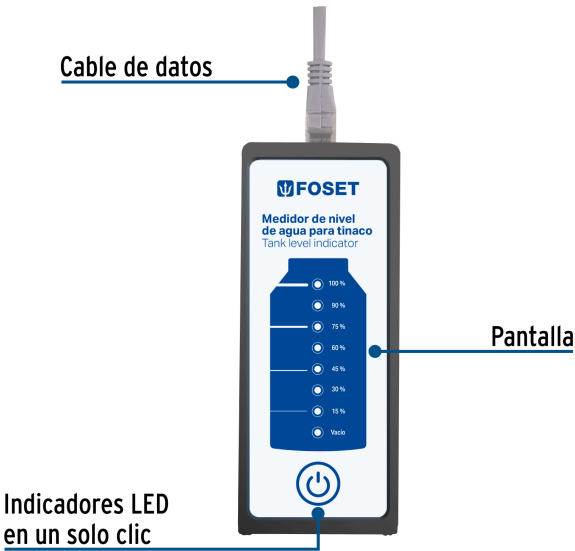 Cable de datos
FOSET
Medidor de nivel
de agua para tinaco
Tank level indicator
100 %
90 %
75 %
60 %
45 %
30 %
15 %
Vacío
Pantalla
Indicadores LED
en un solo clic